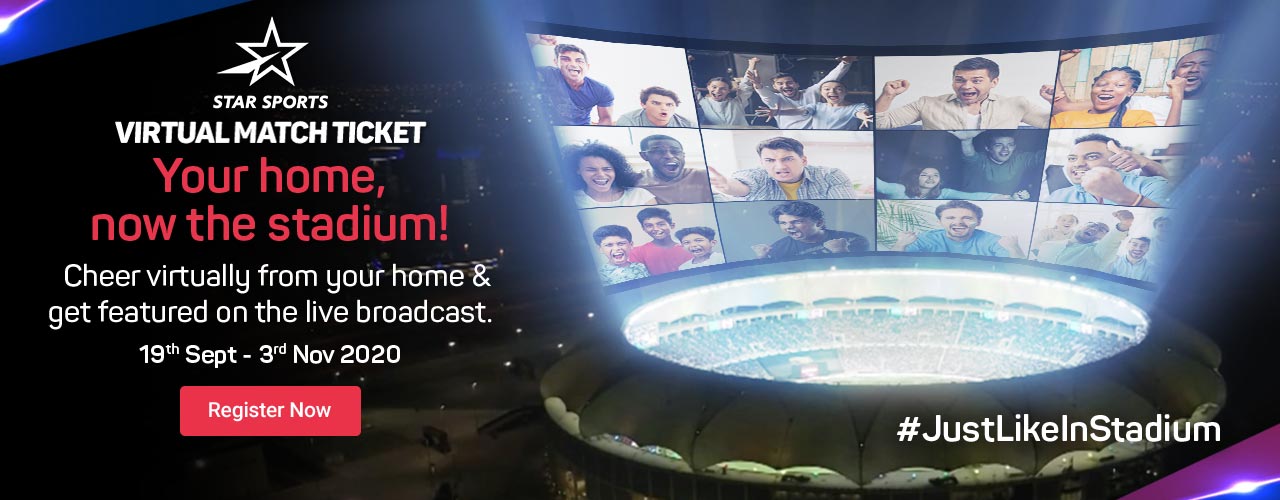 STAR SPORTS
VIRTUAL MATCH TICKET
Your home,
now the stadium!
Cheer virtually from your home &
get featured on the live broadcast.
19th Sept - 3rd Nov 2020
Register Now
#JustLikeInStadium